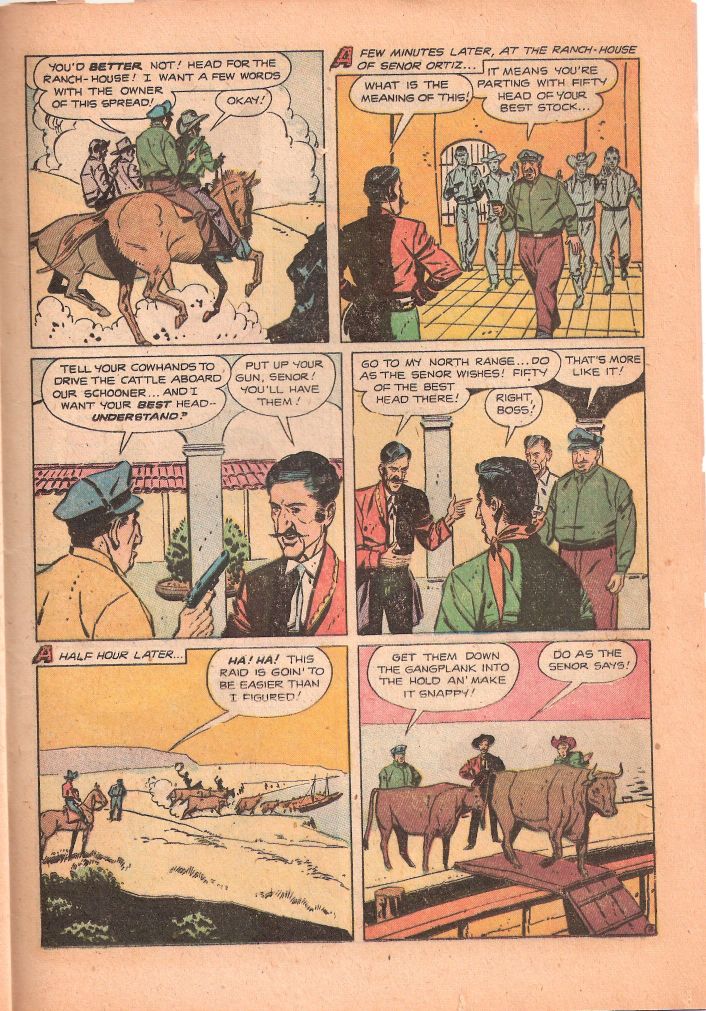 YOU'D BETTER NOT! HEAD FOR THE
RANCH-HOUSE! I WANT A FEW WORDS
WITH THE OWNER
OF THIS SPREAD!
OKAY!
A FEW MINUTES LATER, AT THE RANCH-HOUSE
OF SENOR ORTIZ...
WHAT IS THE
MEANING OF THIS!
IT MEANS YOU'RE
PARTING WITH FIFTY
HEAD OF YOUR
BEST STOCK...
TELL YOUR COWHANDS TO
DRIVE THE CATTLE ABOARD
OUR SCHOONER... AND I
WANT YOUR BEST HEAD-
UNDERSTAND?
PUT UP YOUR
GUN, SENOR!
YOU'LL HAVE
THEM!
GO TO MY NORTH RANGE... DO
AS THE SENOR WISHES! FIFTY
OF THE BEST
HEAD THERE!
RIGHT,
BOSS!
THAT'S MORE
LIKE IT!
A HALF HOUR LATER...
HA! HA! THIS
RAID IS GOIN' TO
BE EASIER THAN
I FIGURED!
GET THEM DOWN
THE GANGPLANK INTO
THE HOLD AN' MAKE
IT SNAPPY!
DO AS THE
SENOR SAYS!